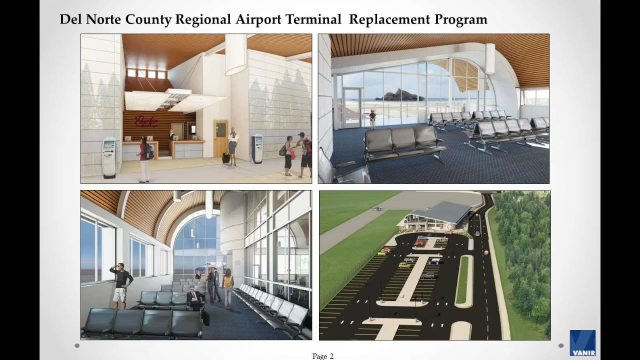 Del Norte County Regional Airport Terminal Replacement Program
Page 2
VANIR